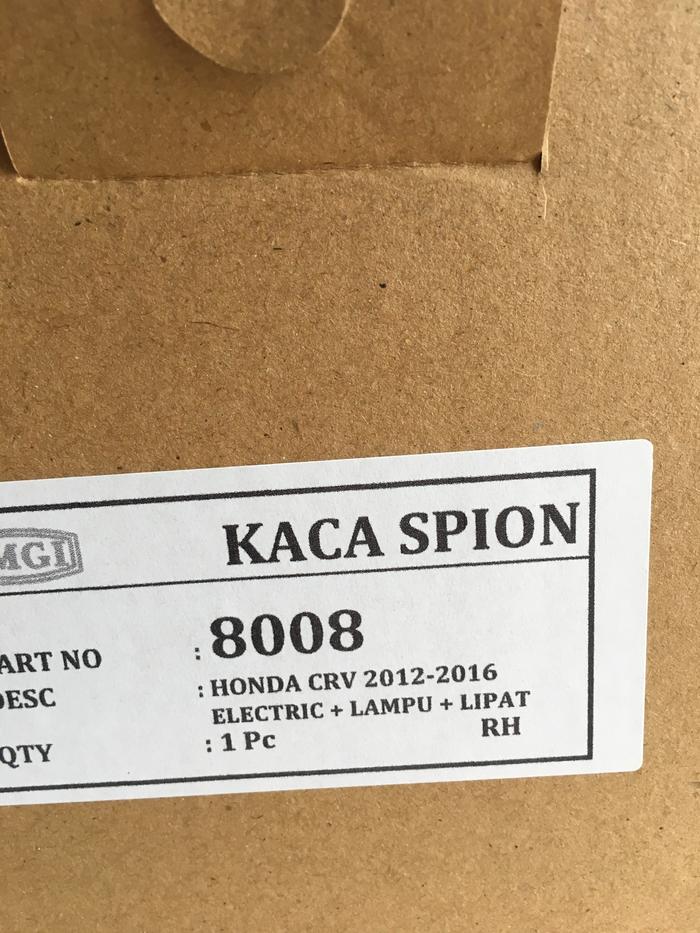 MGI
KACA SPION
ART NO : 8008
DESC : HONDA CRV 2012-2016
ELECTRIC + LAMPU + LIPAT
RH
QTY : 1 Pc